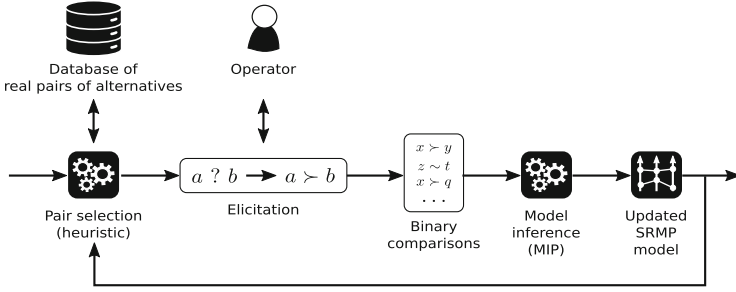 Database of
real pairs of alternatives
Operator
a ? b → a ≻ b
x ≻ y
z ∼ t
x ≻ q
...
Pair selection
(heuristic)
Elicitation
Binary
comparisons
Model
inference
(MIP)
Updated
SRMP
model